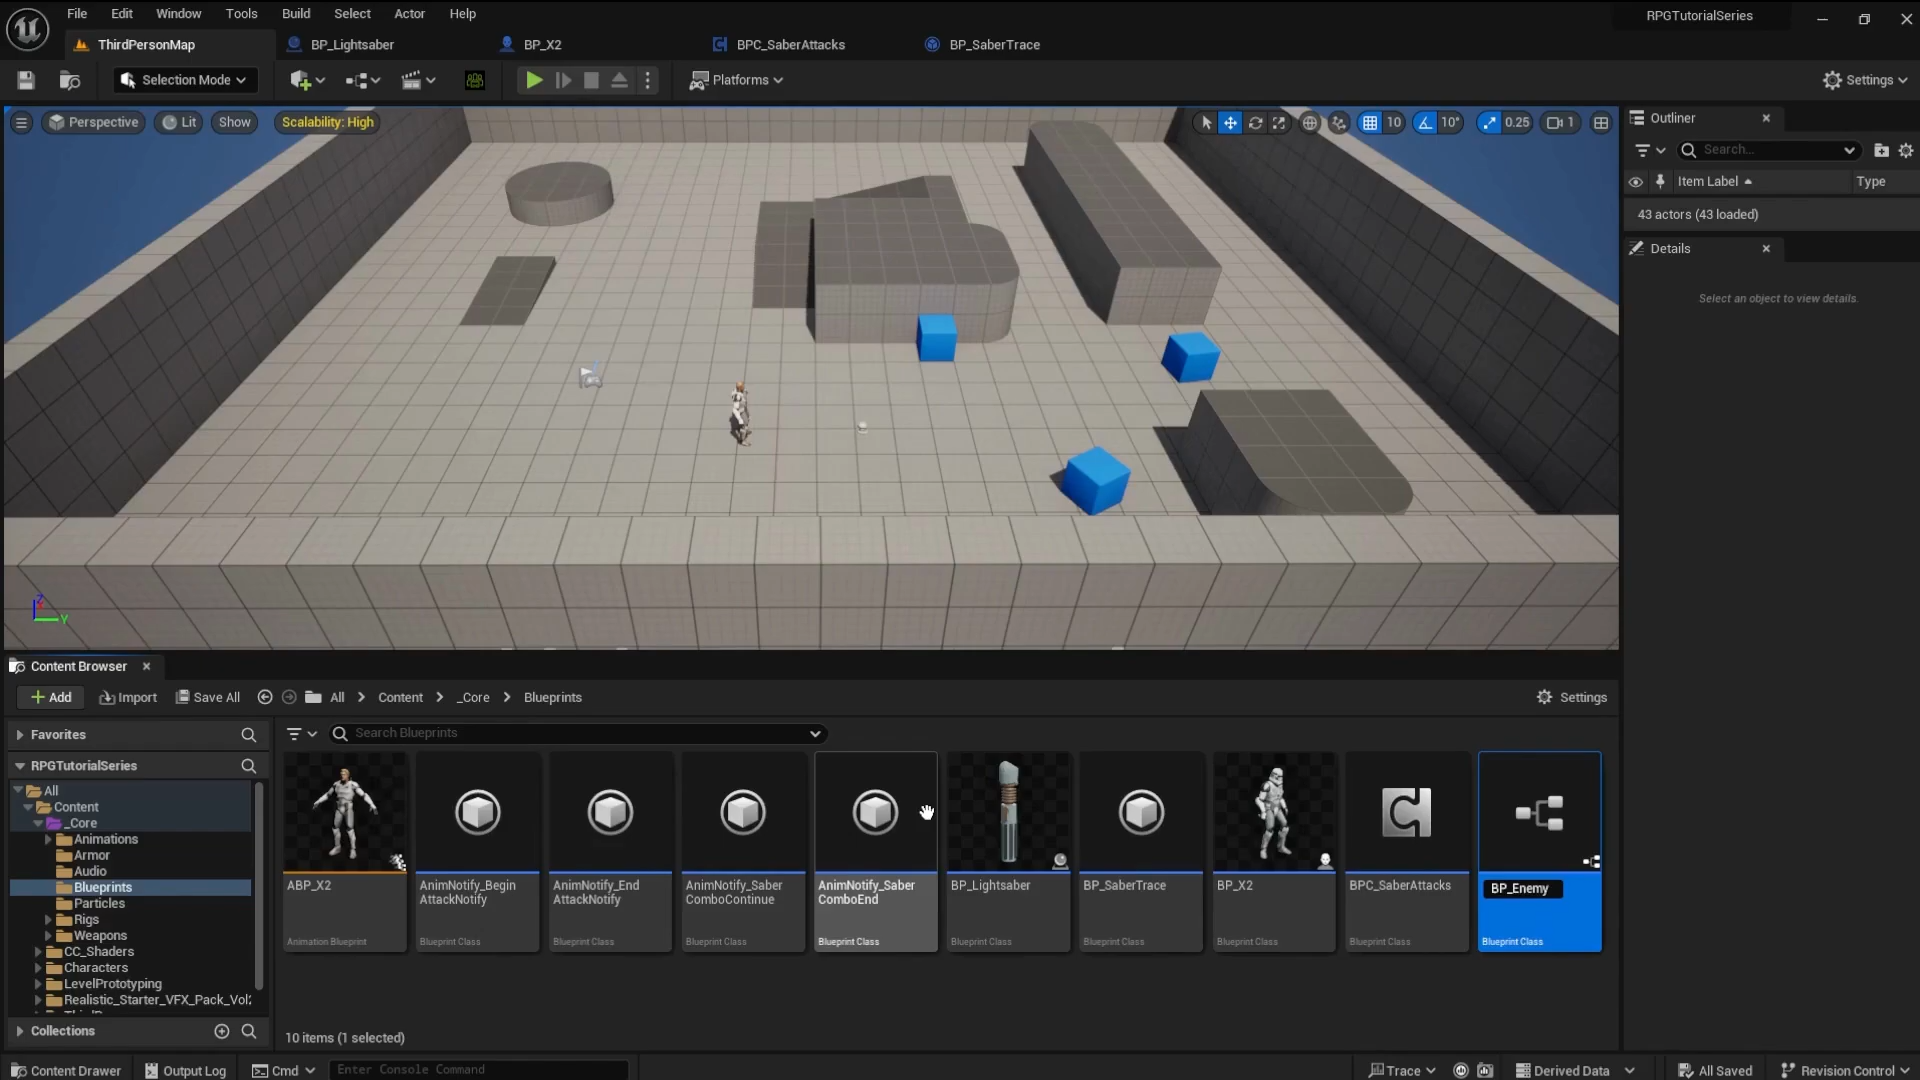 File Edit Window Tools Build Select Actor Help
RPGTutorialSeries
ThirdPersonMap BP_Lightsaber BP_X2 BPC_SaberAttacks BP_SaberTrace
Selection Mode Platforms Settings
Perspective Lit Show Scalability: High 10 10° 0.25 1
Outliner
Search...
Item Label Type
43 actors (43 loaded)
Details
Select an object to view details.
Z
Y
Content Browser
Add Import Save All All Content _Core Blueprints Settings
Favorites
Search Blueprints
RPGTutorialSeries
All
Content
_Core
Animations
Armor
Audio
Blueprints
Particles
Rigs
Weapons
CC_Shaders
Characters
LevelPrototyping
Realistic_Starter_VFX_Pack_Vol
Collections
ABP_X2
Animation Blueprint
AnimNotify_Begin
AttackNotify
Blueprint Class
AnimNotify_End
AttackNotify
Blueprint Class
AnimNotify_Saber
ComboContinue
Blueprint Class
AnimNotify_Saber
ComboEnd
Blueprint Class
BP_Lightsaber
Blueprint Class
BP_SaberTrace
Blueprint Class
BP_X2
Blueprint Class
BPC_SaberAttacks
Blueprint Class
BP_Enemy
Blueprint Class
10 items (1 selected)
Content Drawer Output Log Cmd Enter Console Command Trace Derived Data All Saved Revision Control